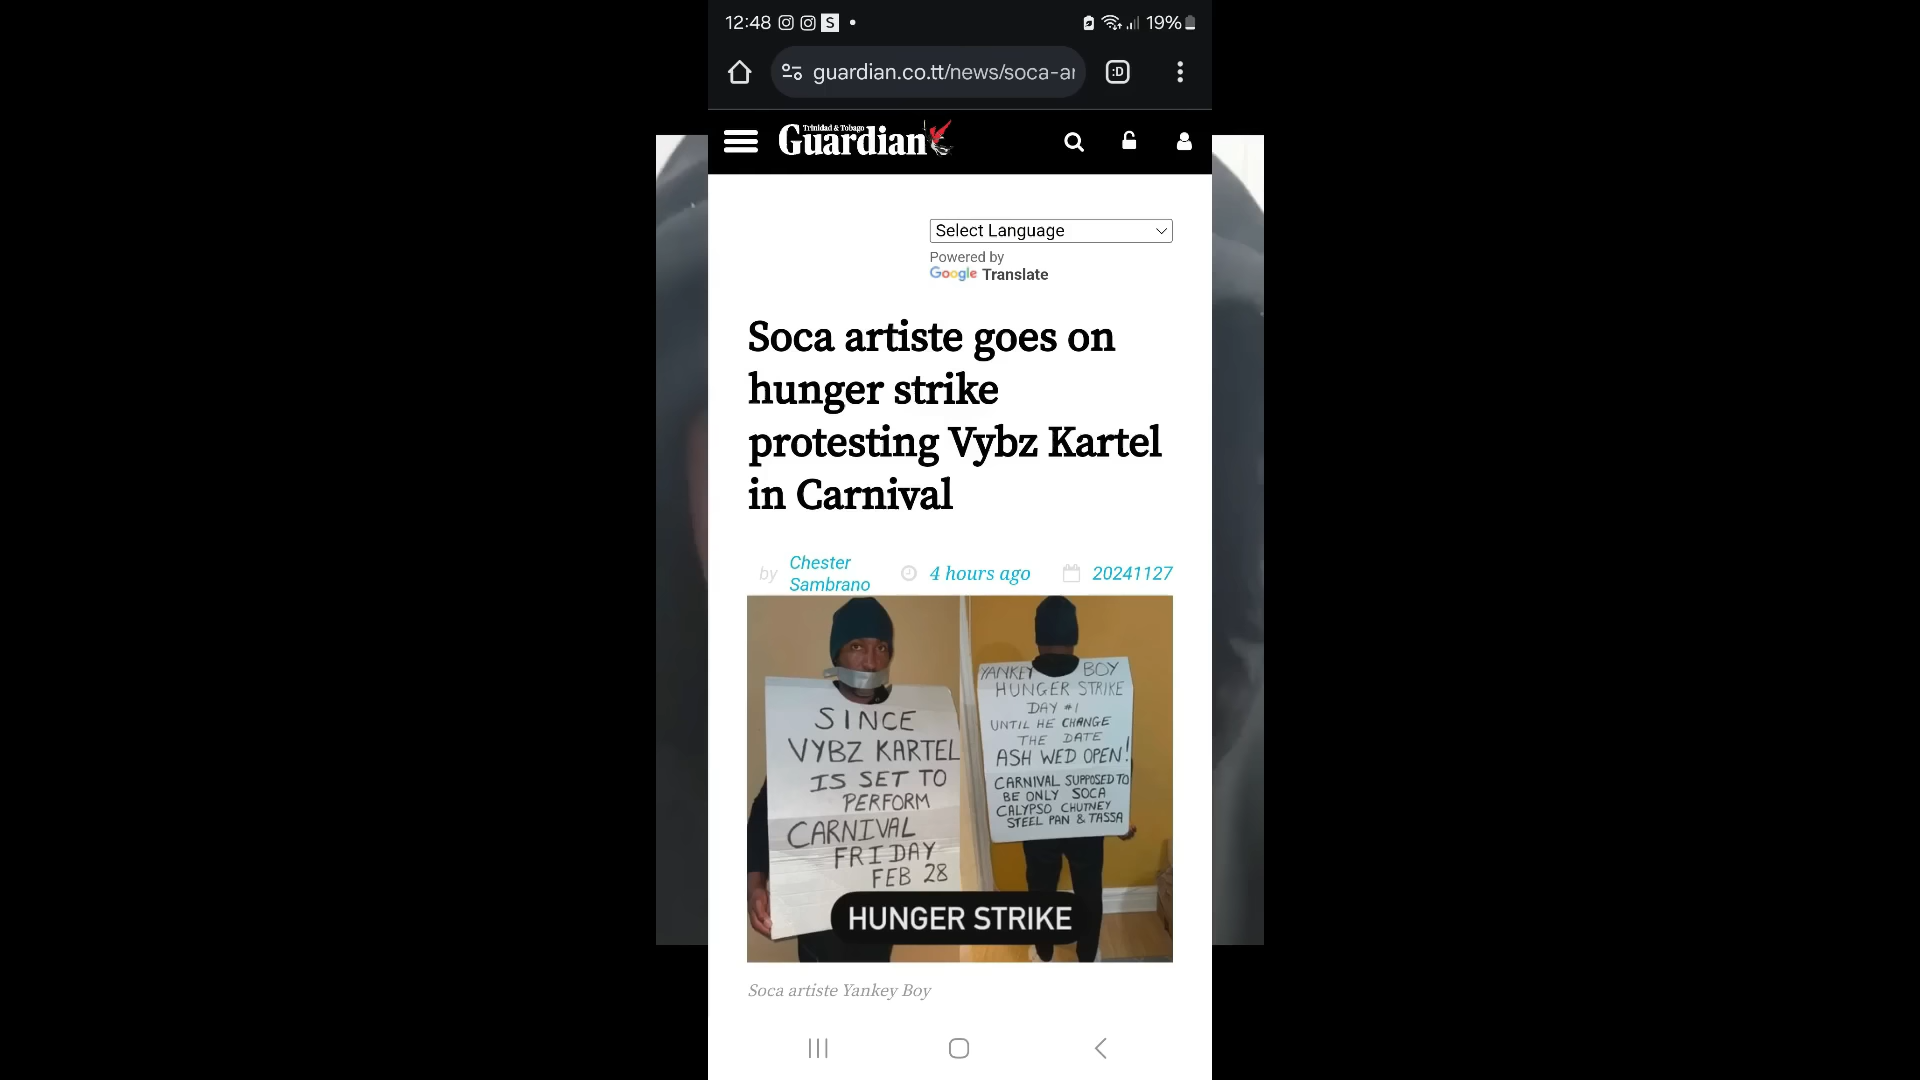 12:48
19%
guardian.co.tt/news/soca-ar
:D
Trinidad & Tobago
Guardian
Select Language
Powered by
Google Translate
Soca artiste goes on
hunger strike
protesting Vybz Kartel
in Carnival
by Chester Sambrano
4 hours ago
20241127
SINCE
VYBZ KARTEL
IS SET TO
PERFORM
CARNIVAL
FRIDAY
FEB 28
YANKEY BOY
HUNGER STRIKE
DAY #1
UNTIL HE CHANGE
THE DATE
ASH WED OPEN!
CARNIVAL SUPPOSED TO
BE ONLY SOCA
CALYPSO CHUTNEY
STEEL PAN & TASSA
HUNGER STRIKE
Soca artiste Yankey Boy